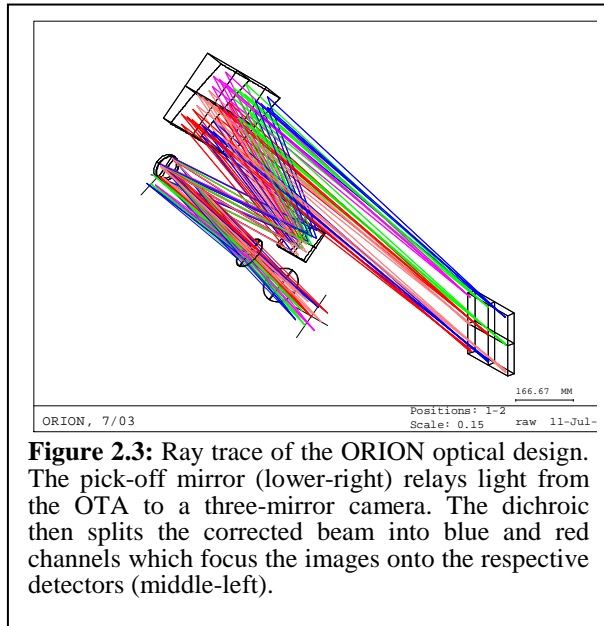 166.67 MM
ORION, 7/03
Positions: 1-2
Scale: 0.15
raw 11-Jul-
Figure 2.3: Ray trace of the ORION optical design.
The pick-off mirror (lower-right) relays light from
the OTA to a three-mirror camera. The dichroic
then splits the corrected beam into blue and red
channels which focus the images onto the respective
detectors (middle-left).